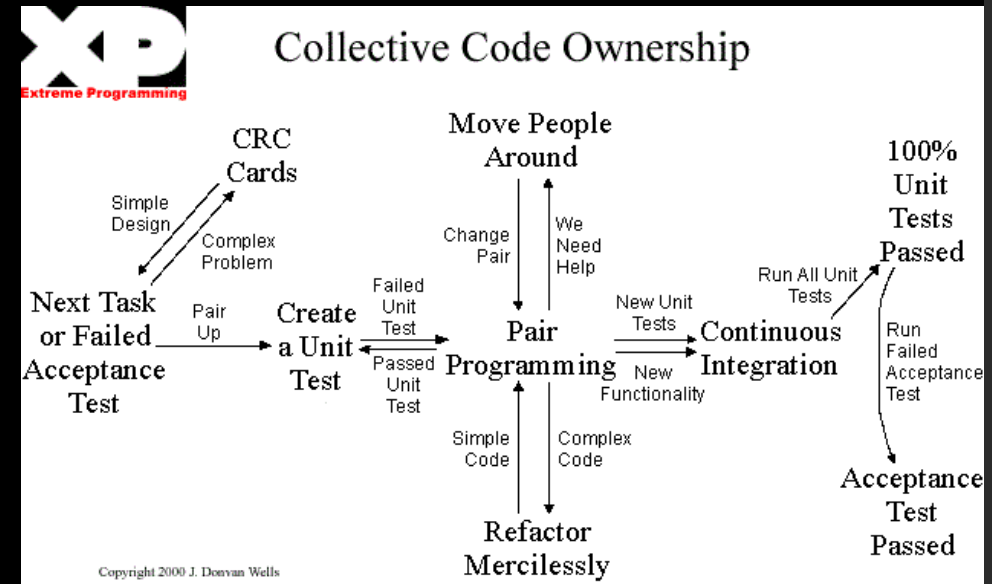 XP
Extreme Programming
Collective Code Ownership
CRC
Cards
Simple
Design
Complex
Problem
Next Task
or Failed
Acceptance
Test
Pair
Up
Create
a Unit
Test
Failed
Unit
Test
Passed
Unit
Test
Move People
Around
Change
Pair
We
Need
Help
Pair
Programming
Simple
Code
Complex
Code
Refactor
Mercilessly
New Unit
Tests
New
Functionality
Continuous
Integration
Run All Unit
Tests
100%
Unit
Tests
Passed
Run
Failed
Acceptance
Test
Acceptance
Test
Passed
Copyright 2000 J. Donvan Wells